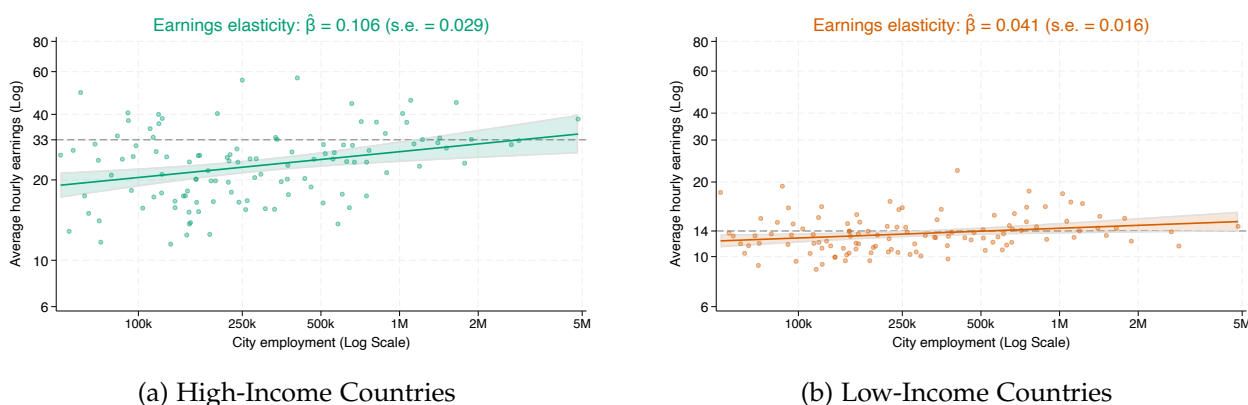 Earnings elasticity: β̂ = 0.106 (s.e. = 0.029)
80
60
40
33
30
20
10
6
Average hourly earnings (Log)
100k 250k 500k 1M 2M 5M
City employment (Log Scale)
(a) High-Income Countries
Earnings elasticity: β̂ = 0.041 (s.e. = 0.016)
80
60
40
30
20
14
10
6
Average hourly earnings (Log)
100k 250k 500k 1M 2M 5M
City employment (Log Scale)
(b) Low-Income Countries